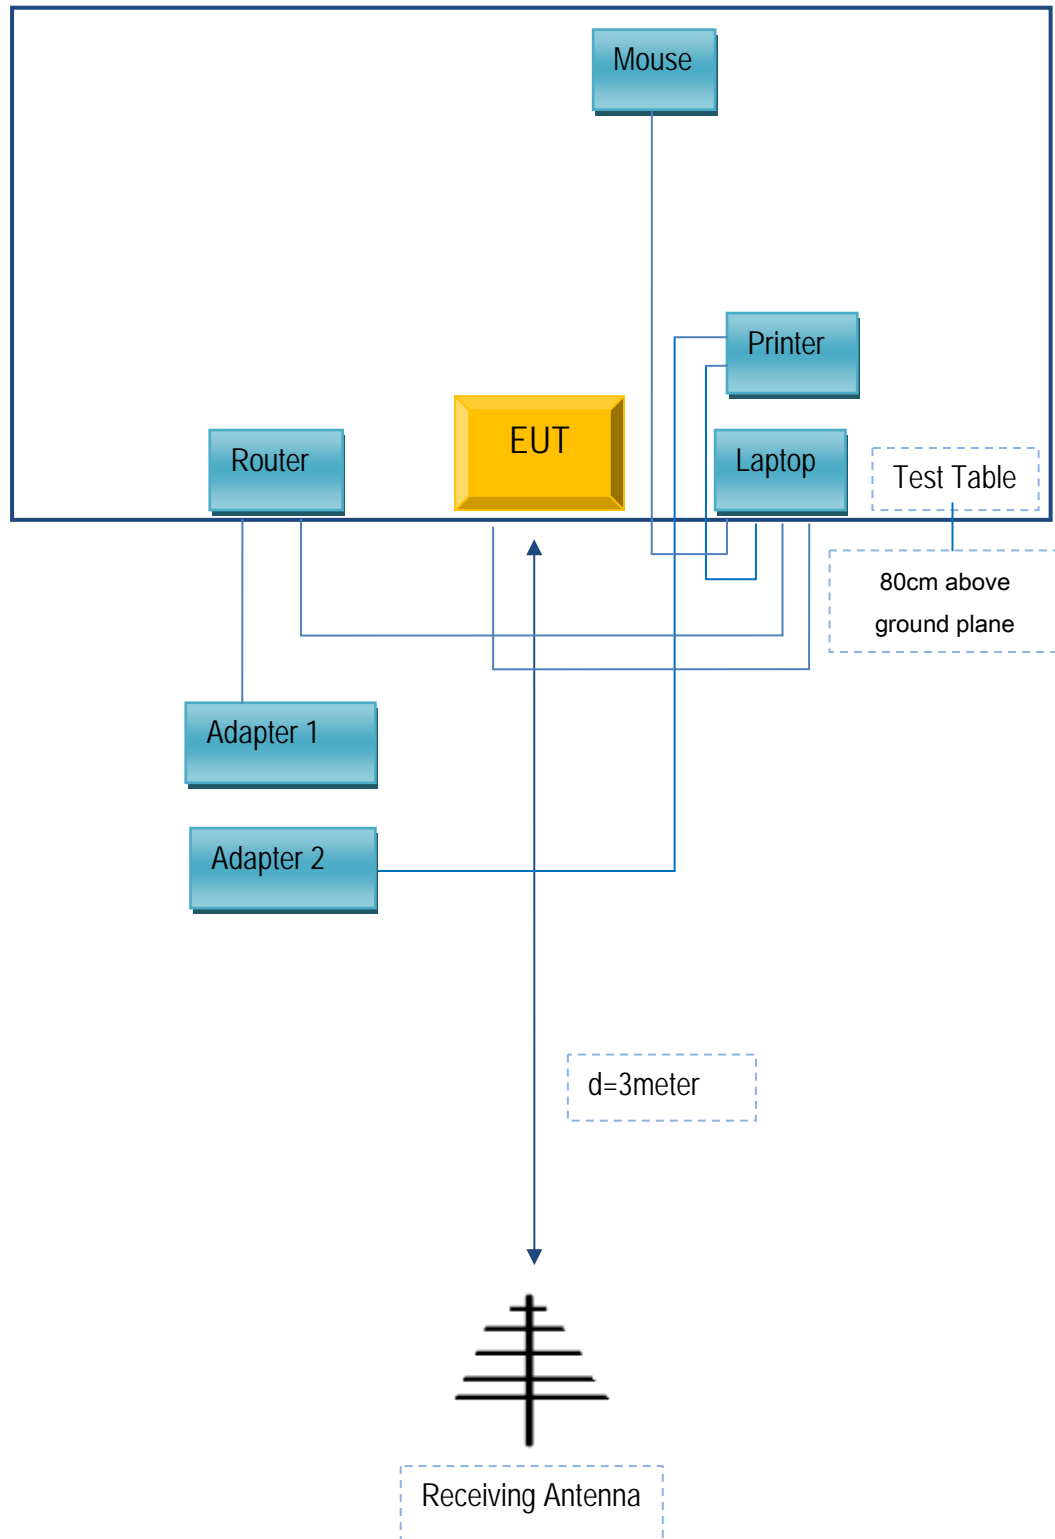 Mouse
Printer
EUT
Router
Laptop
Test Table
80cm above
ground plane
Adapter 1
Adapter 2
d=3meter
Receiving Antenna